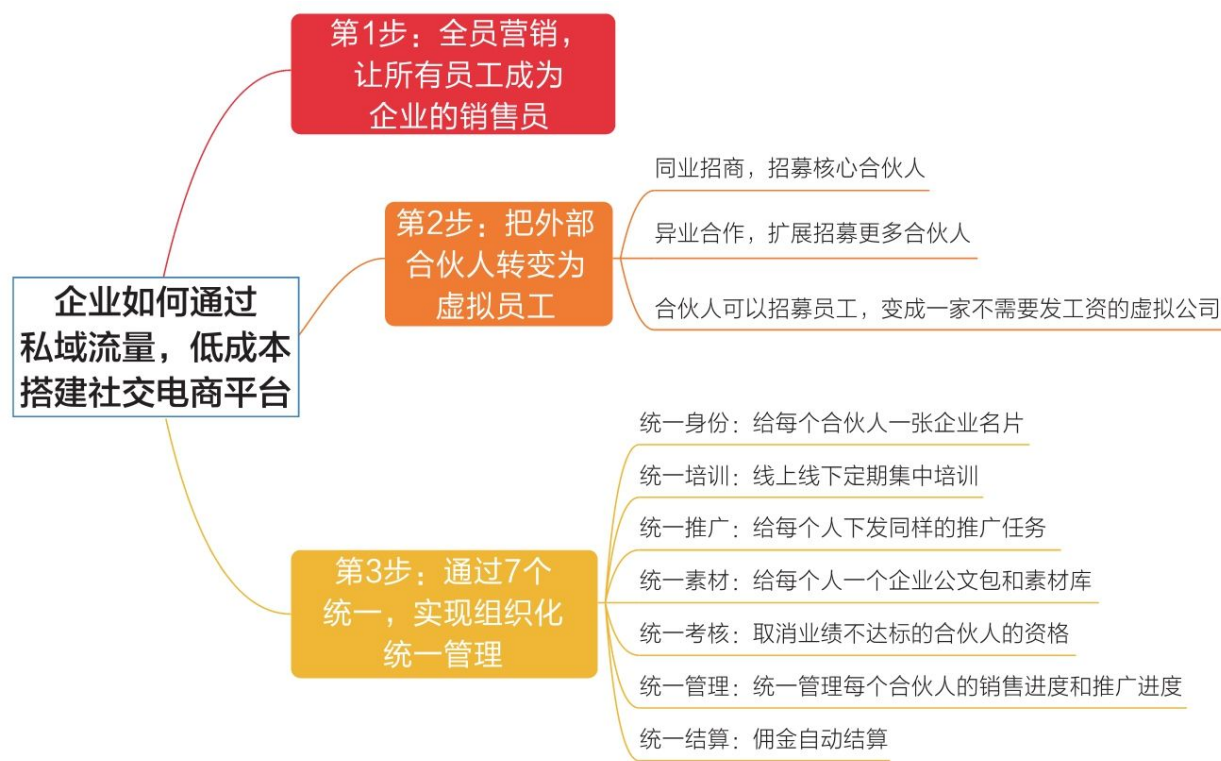 第1步：全员营销，
让所有员工成为
企业的销售员
第2步：把外部
合伙人转变为
虚拟员工
同业招商，招募核心合伙人
异业合作，扩展招募更多合伙人
合伙人可以招募员工，变成一家不需要发工资的虚拟公司
企业如何通过
私域流量，低成本
搭建社交电商平台
第3步：通过7个
统一，实现组织化
统一管理
统一身份：给每个合伙人一张企业名片
统一培训：线上线下定期集中培训
统一推广：给每个人下发同样的推广任务
统一素材：给每个人一个企业公文包和素材库
统一考核：取消业绩不达标的合伙人的资格
统一管理：统一管理每个合伙人的销售进度和推广进度
统一结算：佣金自动结算